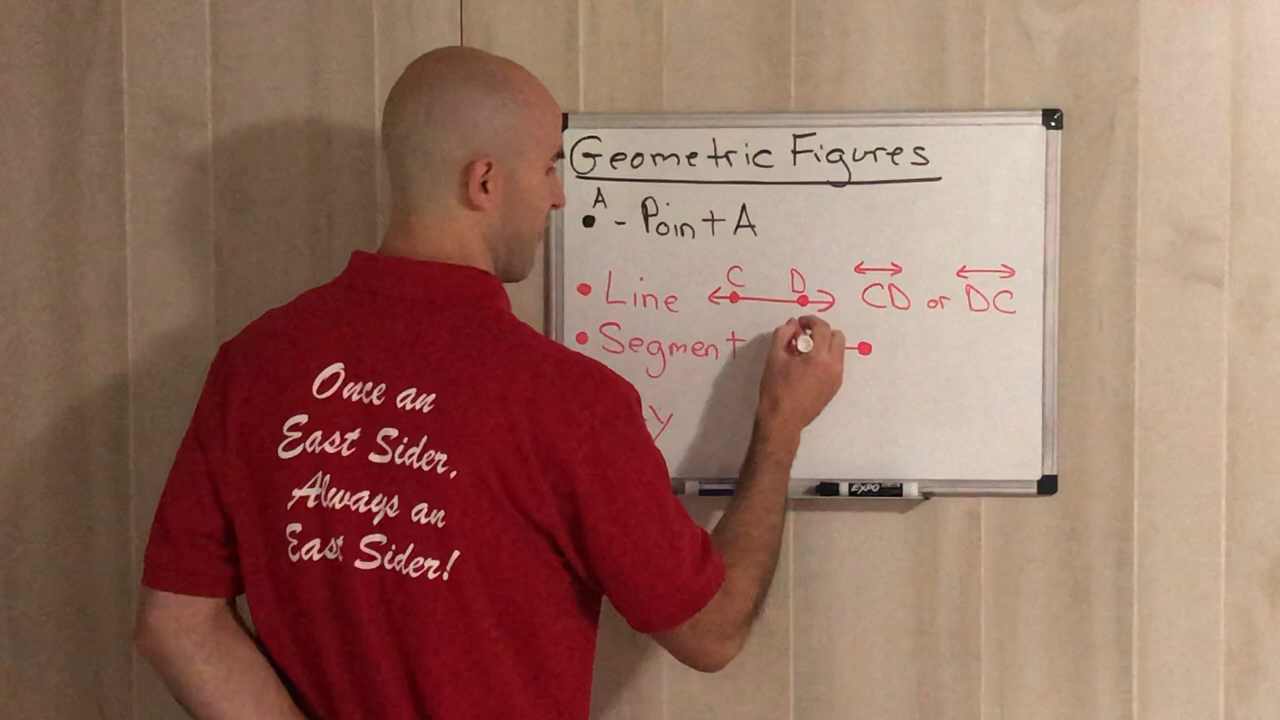 Geometric Figures
A
• - Point A
• Line C D CD or DC
• Segment
Once an
East Sider,
Always an
East Sider!
EXPO